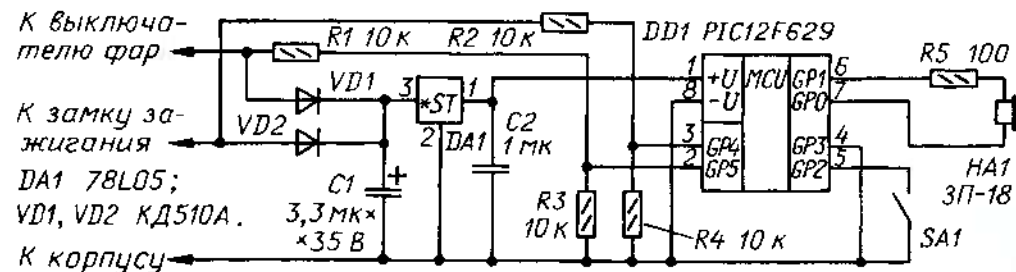 К выключа-
телю фар
R1 10 к
R2 10 к
DD1 PIC12F629
VD1
VD2
3
*ST
1
2
DA1
К замку за-
жигания
C2
1 мк
1
8
3
2
+U
-U
GP4
GP5
MCU
GP1
GP0
GP3
GP2
6
7
4
5
R5 100
HA1
ЗП-18
DA1 78L05;
VD1, VD2 КД510А.
C1
+
3,3 мк×
×35 В
R3
10 к
R4 10 к
SA1
К корпусу